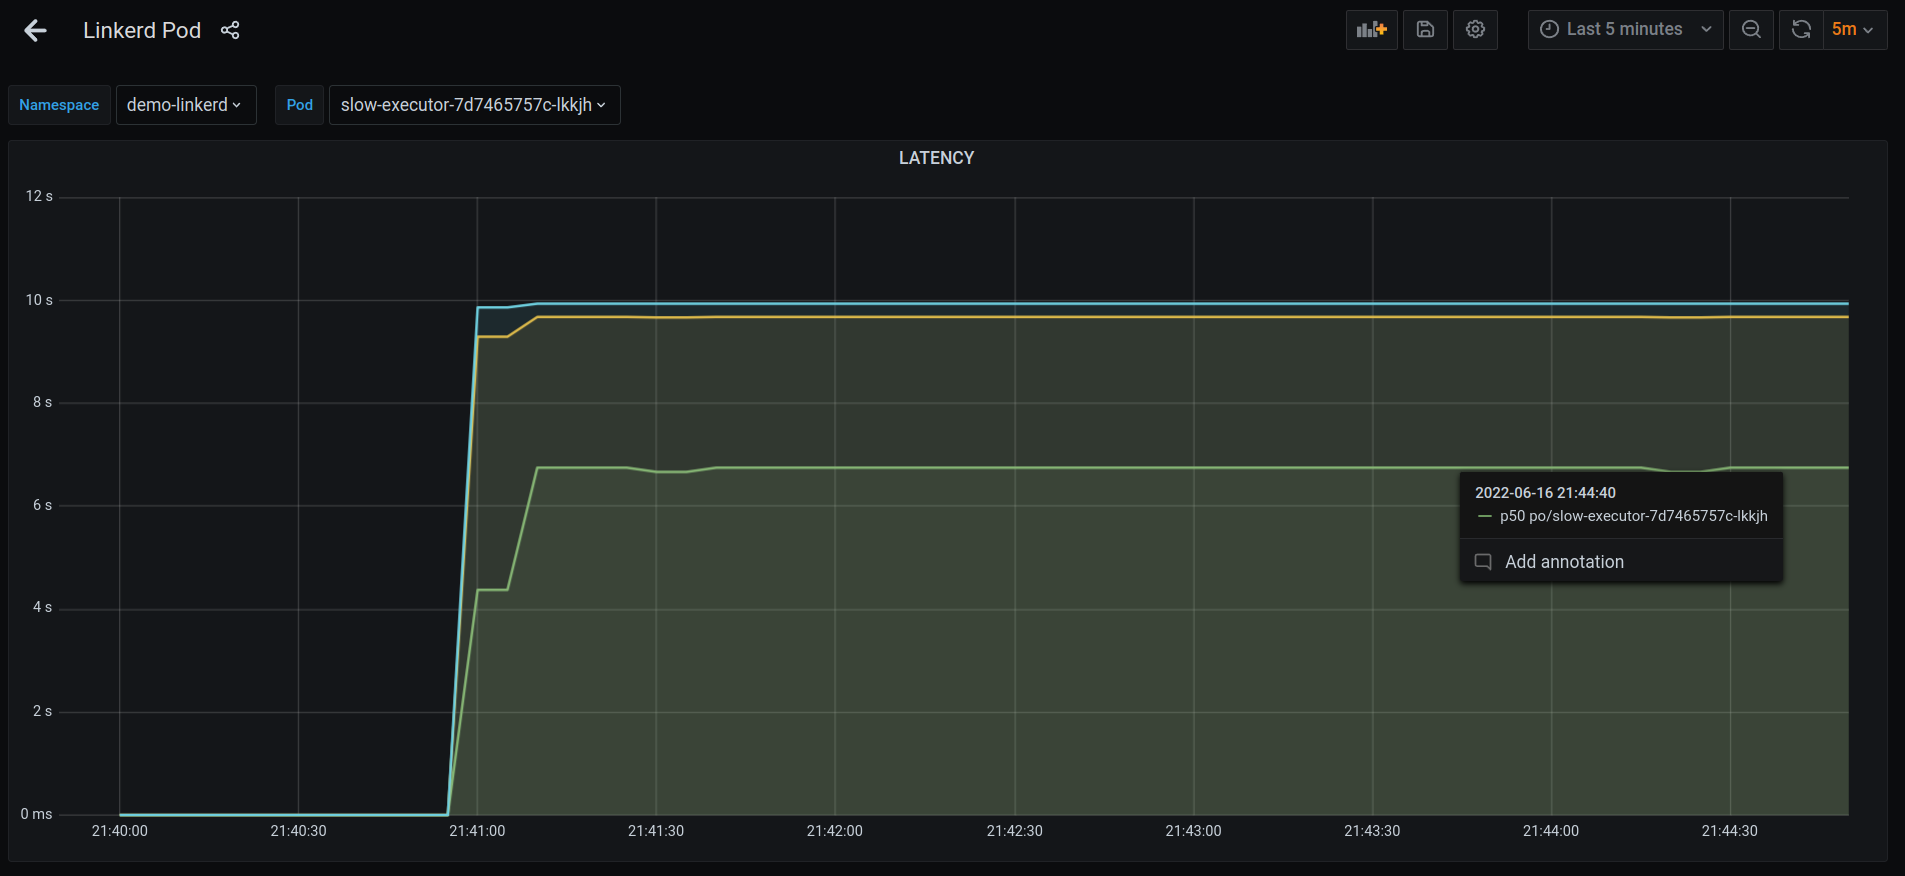 Linkerd Pod
Last 5 minutes
5m
Namespace demo-linkerd Pod slow-executor-7d7465757c-lkkjh
LATENCY
12 s
10 s
8 s
6 s
4 s
2 s
0 ms
2022-06-16 21:44:40
p50 po/slow-executor-7d7465757c-lkkjh
Add annotation
21:40:00 21:40:30 21:41:00 21:41:30 21:42:00 21:42:30 21:43:00 21:43:30 21:44:00 21:44:30